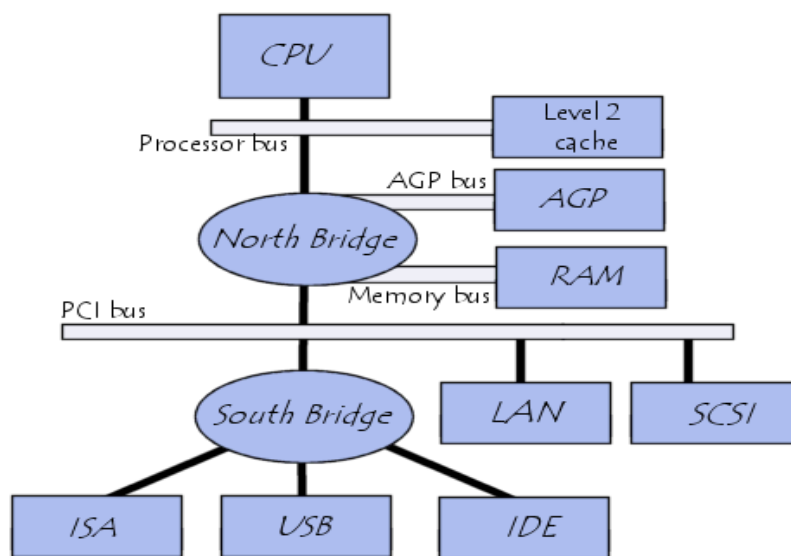 CPU
Level 2
cache
Processor bus
AGP bus
AGP
North Bridge
RAM
Memory bus
PCI bus
LAN
SCSI
South Bridge
ISA
USB
IDE